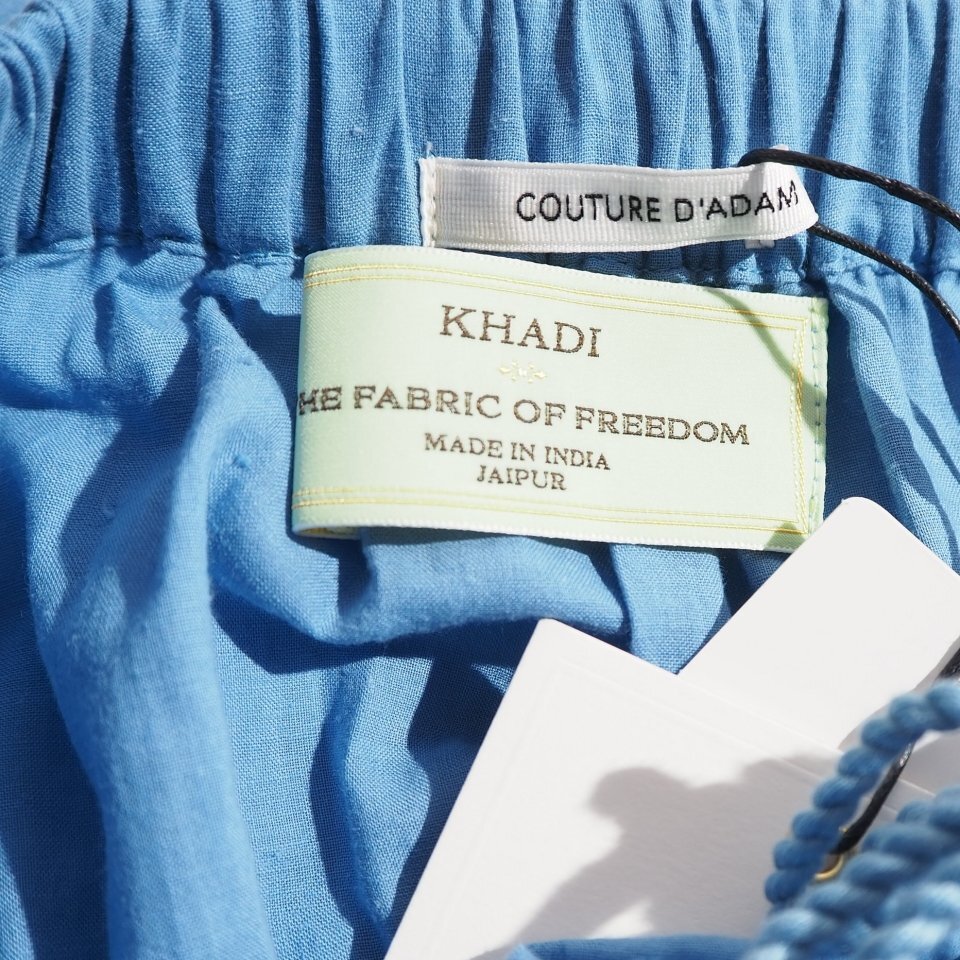 COUTURE D'ADAM
KHADI
HE FABRIC OF FREEDOM
MADE IN INDIA
JAIPUR